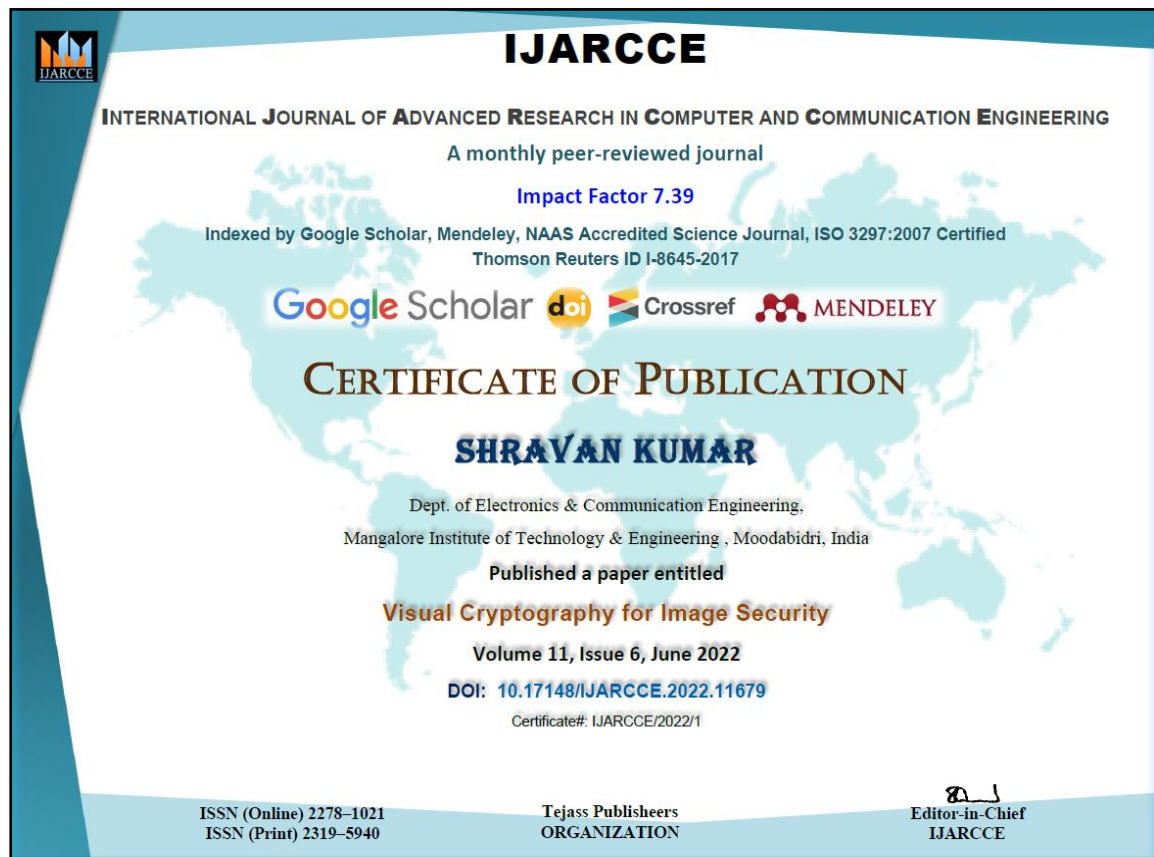 IJARCCE
IJARCCE
INTERNATIONAL JOURNAL OF ADVANCED RESEARCH IN COMPUTER AND COMMUNICATION ENGINEERING
A monthly peer-reviewed journal
Impact Factor 7.39
Indexed by Google Scholar, Mendeley, NAAS Accredited Science Journal, ISO 3297:2007 Certified
Thomson Reuters ID I-8645-2017
Google Scholar doi Crossref MENDELEY
CERTIFICATE OF PUBLICATION
SHRAVAN KUMAR
Dept. of Electronics & Communication Engineering,
Mangalore Institute of Technology & Engineering , Moodabidri, India
Published a paper entitled
Visual Cryptography for Image Security
Volume 11, Issue 6, June 2022
DOI: 10.17148/IJARCCE.2022.11679
Certificate#: IJARCCE/2022/1
ISSN (Online) 2278–1021
ISSN (Print) 2319–5940
Tejass Publisheers
ORGANIZATION
Editor-in-Chief
IJARCCE